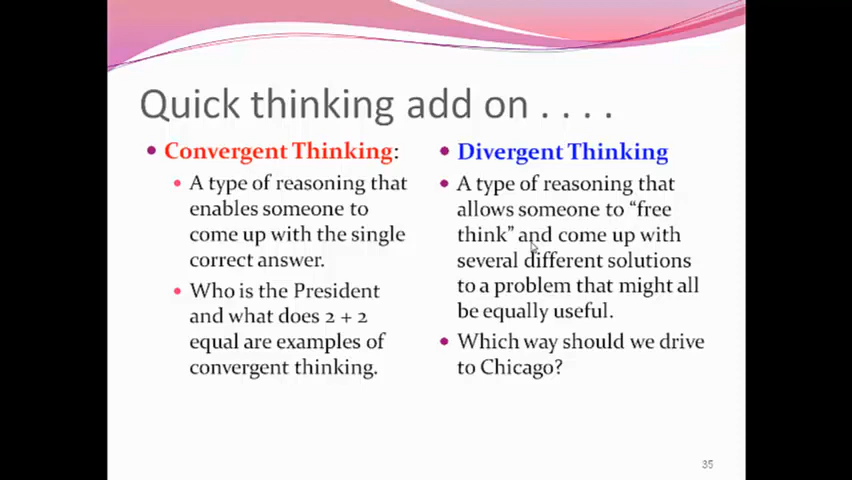 Quick thinking add on . . . .
• Convergent Thinking:
• A type of reasoning that
enables someone to
come up with the single
correct answer.
• Who is the President
and what does 2 + 2
equal are examples of
convergent thinking.
• Divergent Thinking
• A type of reasoning that
allows someone to “free
think” and come up with
several different solutions
to a problem that might all
be equally useful.
• Which way should we drive
to Chicago?
35